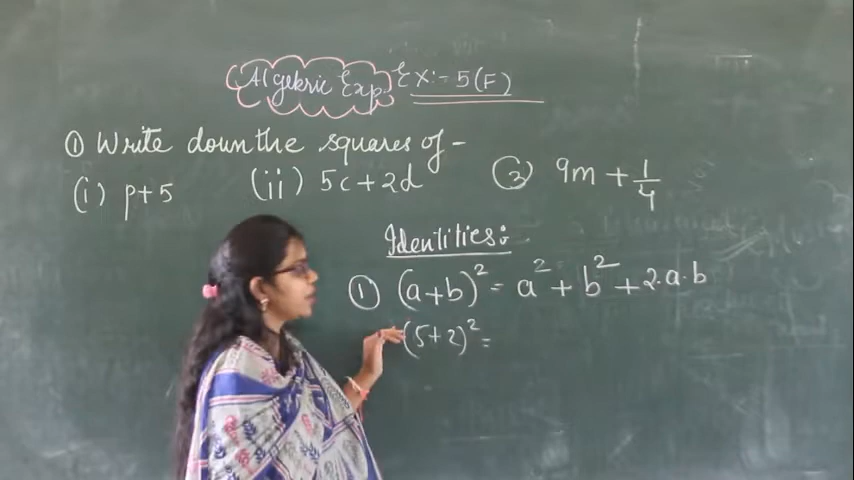 Algebric Exp. Ex:- 5(F)
① Write down the squares of -
(i) p+5 (ii) 5c+2d ③ 9m + 1/4
Identities:
① (a+b)² = a² + b² + 2.a.b
(5+2)² =